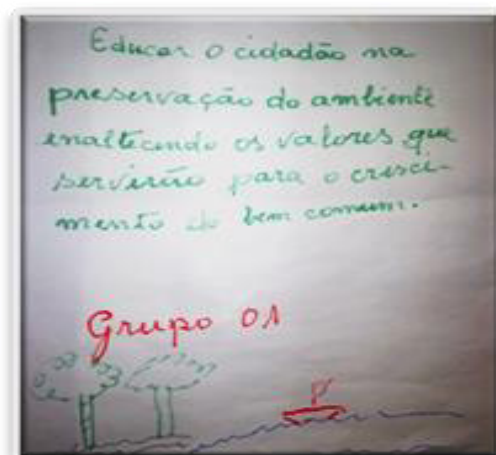 Educar o cidadão na
preservação do ambiente
enaltecendo os valores que
servirão para o cresci-
mento do bem comum.
Grupo 01